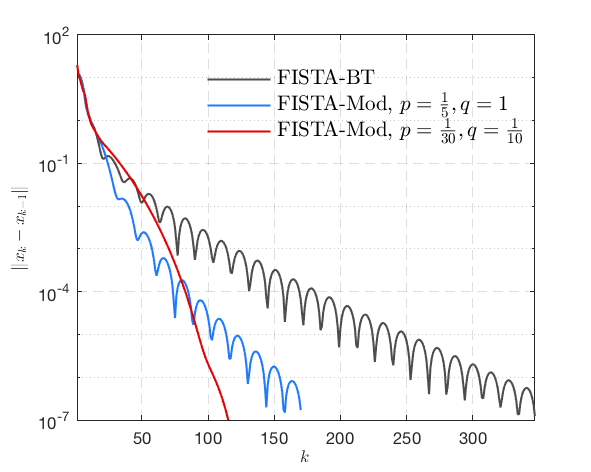 10^2
FISTA-BT
FISTA-Mod, p = 1/5, q = 1
FISTA-Mod, p = 1/30, q = 1/10
10^-1
‖x_k − x_{k−1}‖
10^-4
10^-7
50 100 150 200 250 300
k